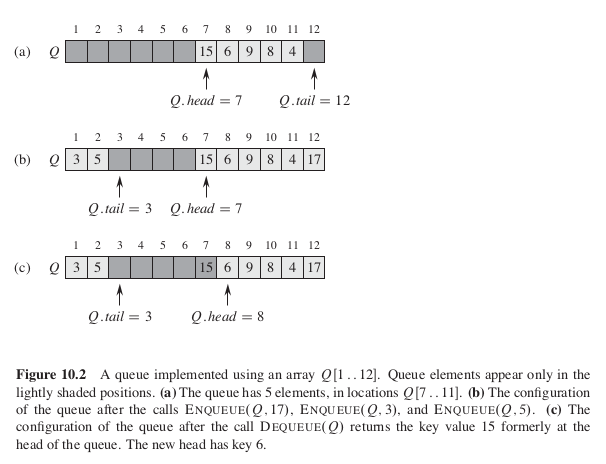 1 2 3 4 5 6 7 8 9 10 11 12
(a) Q 15 6 9 8 4
Q.head = 7 Q.tail = 12
1 2 3 4 5 6 7 8 9 10 11 12
(b) Q 3 5 15 6 9 8 4 17
Q.tail = 3 Q.head = 7
1 2 3 4 5 6 7 8 9 10 11 12
(c) Q 3 5 15 6 9 8 4 17
Q.tail = 3 Q.head = 8
Figure 10.2 A queue implemented using an array Q[1 . . 12]. Queue elements appear only in the
lightly shaded positions. (a) The queue has 5 elements, in locations Q[7 . . 11]. (b) The configuration
of the queue after the calls ENQUEUE(Q, 17), ENQUEUE(Q, 3), and ENQUEUE(Q, 5). (c) The
configuration of the queue after the call DEQUEUE(Q) returns the key value 15 formerly at the
head of the queue. The new head has key 6.